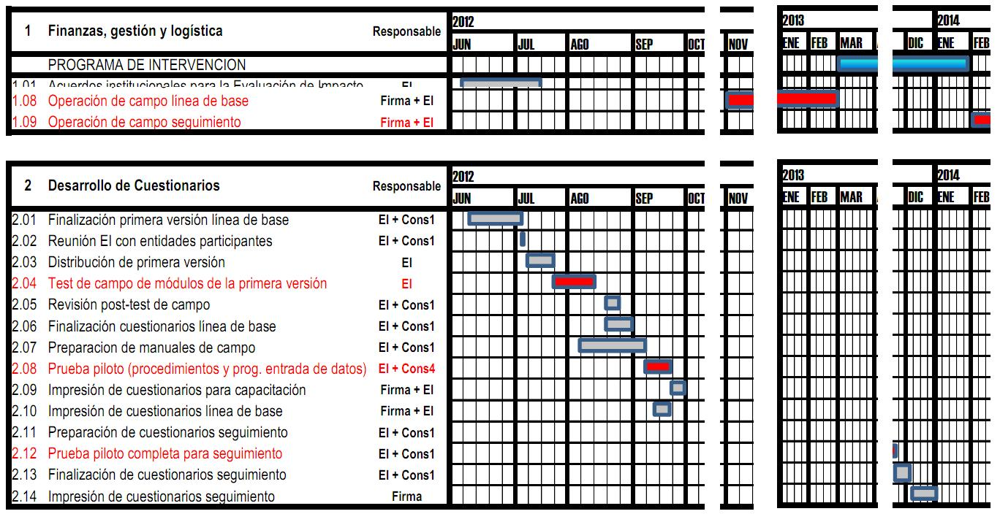 2012 2013 2014
1 Finanzas, gestión y logística Responsable
JUN JUL AGO SEP OCT NOV ENE FEB MAR DIC ENE FEB
PROGRAMA DE INTERVENCION
1.01 Acuerdos institucionales para la Evaluación de Impacto EI
1.08 Operación de campo línea de base Firma + EI
1.09 Operación de campo seguimiento Firma + EI
2012 2013 2014
2 Desarrollo de Cuestionarios Responsable
JUN JUL AGO SEP OCT NOV ENE FEB MAR DIC ENE FEB
2.01 Finalización primera versión línea de base EI + Cons1
2.02 Reunión EI con entidades participantes EI + Cons1
2.03 Distribución de primera versión EI
2.04 Test de campo de módulos de la primera versión EI
2.05 Revisión post-test de campo EI + Cons1
2.06 Finalización cuestionarios línea de base EI + Cons1
2.07 Preparacion de manuales de campo EI + Cons1
2.08 Prueba piloto (procedimientos y prog. entrada de datos) EI + Cons4
2.09 Impresión de cuestionarios para capacitación Firma + EI
2.10 Impresión de cuestionarios línea de base Firma + EI
2.11 Preparación de cuestionarios seguimiento EI + Cons1
2.12 Prueba piloto completa para seguimiento EI + Cons1
2.13 Finalización de cuestionarios seguimiento EI + Cons1
2.14 Impresión de cuestionarios seguimiento Firma